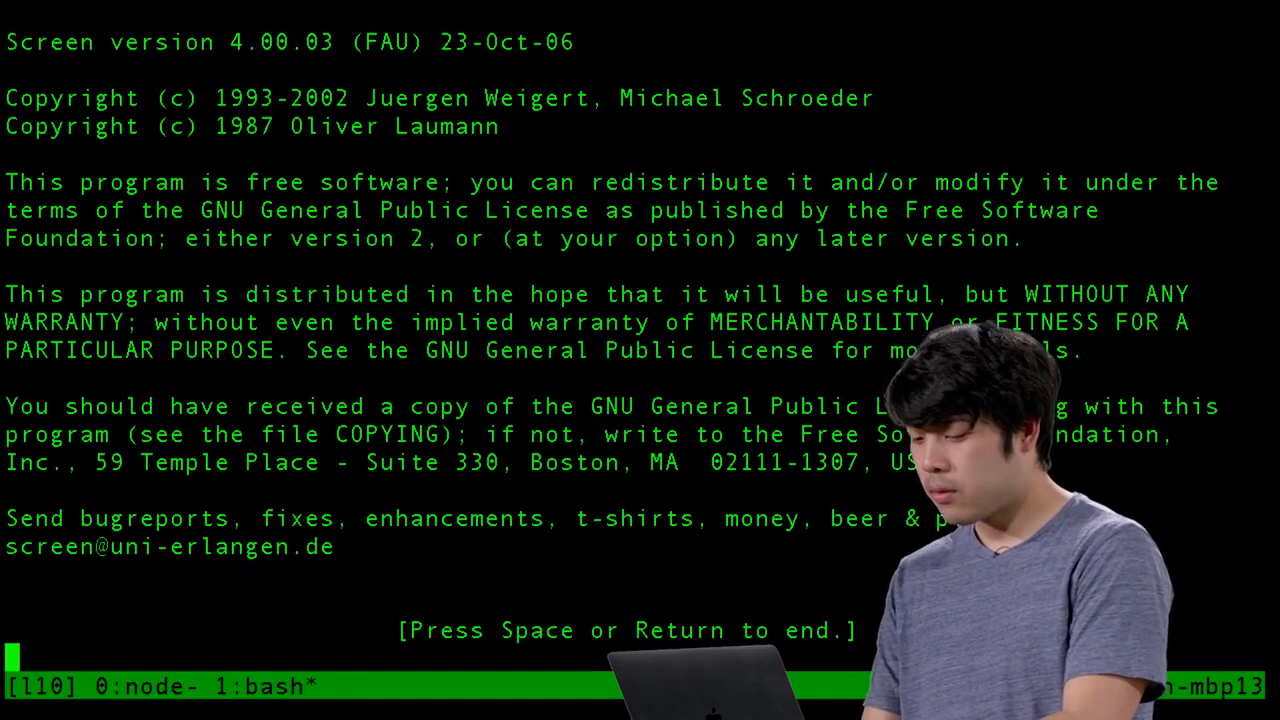 Screen version 4.00.03 (FAU) 23-Oct-06
Copyright (c) 1993-2002 Juergen Weigert, Michael Schroeder
Copyright (c) 1987 Oliver Laumann
This program is free software; you can redistribute it and/or modify it under the
terms of the GNU General Public License as published by the Free Software
Foundation; either version 2, or (at your option) any later version.
This program is distributed in the hope that it will be useful, but WITHOUT ANY
WARRANTY; without even the implied warranty of MERCHANTABILITY or FITNESS FOR A
PARTICULAR PURPOSE. See the GNU General Public License for
You should have received a copy of the GNU General Public with this
program (see the file COPYING); if not, write to the Free
Inc., 59 Temple Place - Suite 330, Boston, MA 02111-1307,
Send bugreports, fixes, enhancements, t-shirts, money, beer &
screen@uni-erlangen.de
[Press Space or Return to end.]
[l10] 0:node- 1:bash* -mbp13